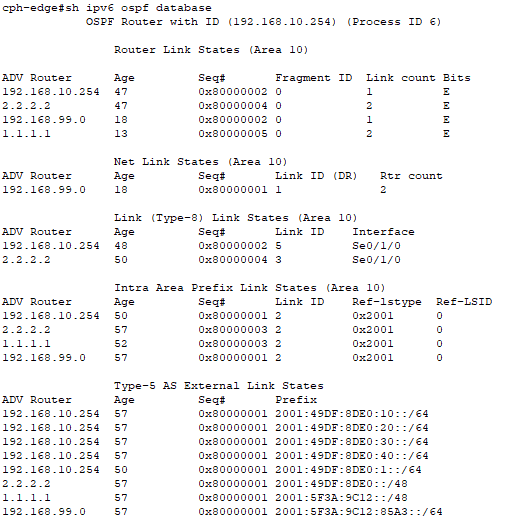 cph-edge#sh ipv6 ospf database
OSPF Router with ID (192.168.10.254) (Process ID 6)
Router Link States (Area 10)
ADV Router Age Seq# Fragment ID Link count Bits
192.168.10.254 47 0x80000002 0 1 E
2.2.2.2 47 0x80000004 0 2 E
192.168.99.0 18 0x80000002 0 1 E
1.1.1.1 13 0x80000005 0 2 E
Net Link States (Area 10)
ADV Router Age Seq# Link ID (DR) Rtr count
192.168.99.0 18 0x80000001 1 2
Link (Type-8) Link States (Area 10)
ADV Router Age Seq# Link ID Interface
192.168.10.254 48 0x80000002 5 Se0/1/0
2.2.2.2 50 0x80000004 3 Se0/1/0
Intra Area Prefix Link States (Area 10)
ADV Router Age Seq# Link ID Ref-lstype Ref-LSID
192.168.10.254 50 0x80000001 2 0x2001 0
2.2.2.2 57 0x80000003 2 0x2001 0
1.1.1.1 52 0x80000003 2 0x2001 0
192.168.99.0 57 0x80000001 2 0x2001 0
Type-5 AS External Link States
ADV Router Age Seq# Prefix
192.168.10.254 57 0x80000001 2001:49DF:8DE0:10::/64
192.168.10.254 57 0x80000001 2001:49DF:8DE0:20::/64
192.168.10.254 57 0x80000001 2001:49DF:8DE0:30::/64
192.168.10.254 57 0x80000001 2001:49DF:8DE0:40::/64
192.168.10.254 50 0x80000001 2001:49DF:8DE0:1::/64
2.2.2.2 57 0x80000001 2001:49DF:8DE0::/48
1.1.1.1 57 0x80000001 2001:5F3A:9C12::/48
192.168.99.0 57 0x80000001 2001:5F3A:9C12:85A3::/64